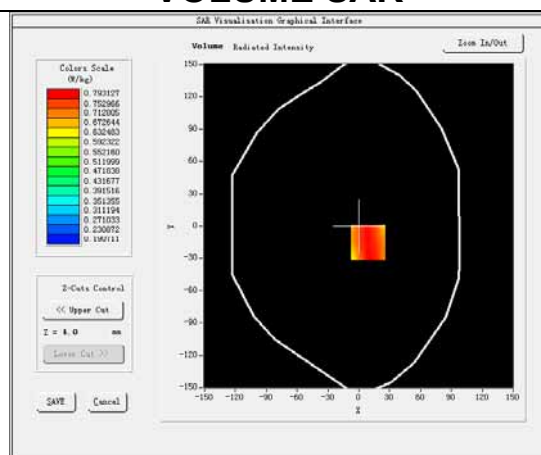 VOLUME SAR
SAR Visualisation Graphical Interface
Volume Radiated Intensity
Zoom In/Out
Colors Scale
(W/kg)
0.793127
0.752966
0.712805
0.672644
0.632483
0.592322
0.552160
0.511999
0.471838
0.431677
0.391516
0.351355
0.311194
0.271033
0.230872
0.190711
Z-Cuts Control
<< Upper Cut
Z = 4.0 mm
Lower Cut >>
SAVE
Cancel
150
120
90
60
30
0
-30
-60
-90
-120
-150
Y
-150 -120 -90 -60 -30 0 30 60 90 120 150
X